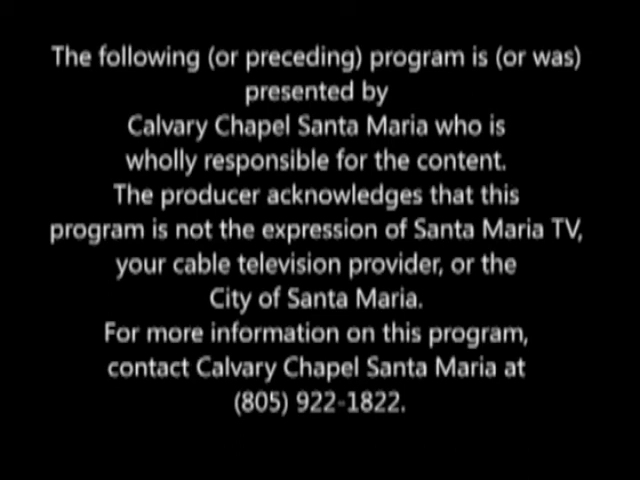 The following (or preceding) program is (or was)
presented by
Calvary Chapel Santa Maria who is
wholly responsible for the content.
The producer acknowledges that this
program is not the expression of Santa Maria TV,
your cable television provider, or the
City of Santa Maria.
For more information on this program,
contact Calvary Chapel Santa Maria at
(805) 922-1822.